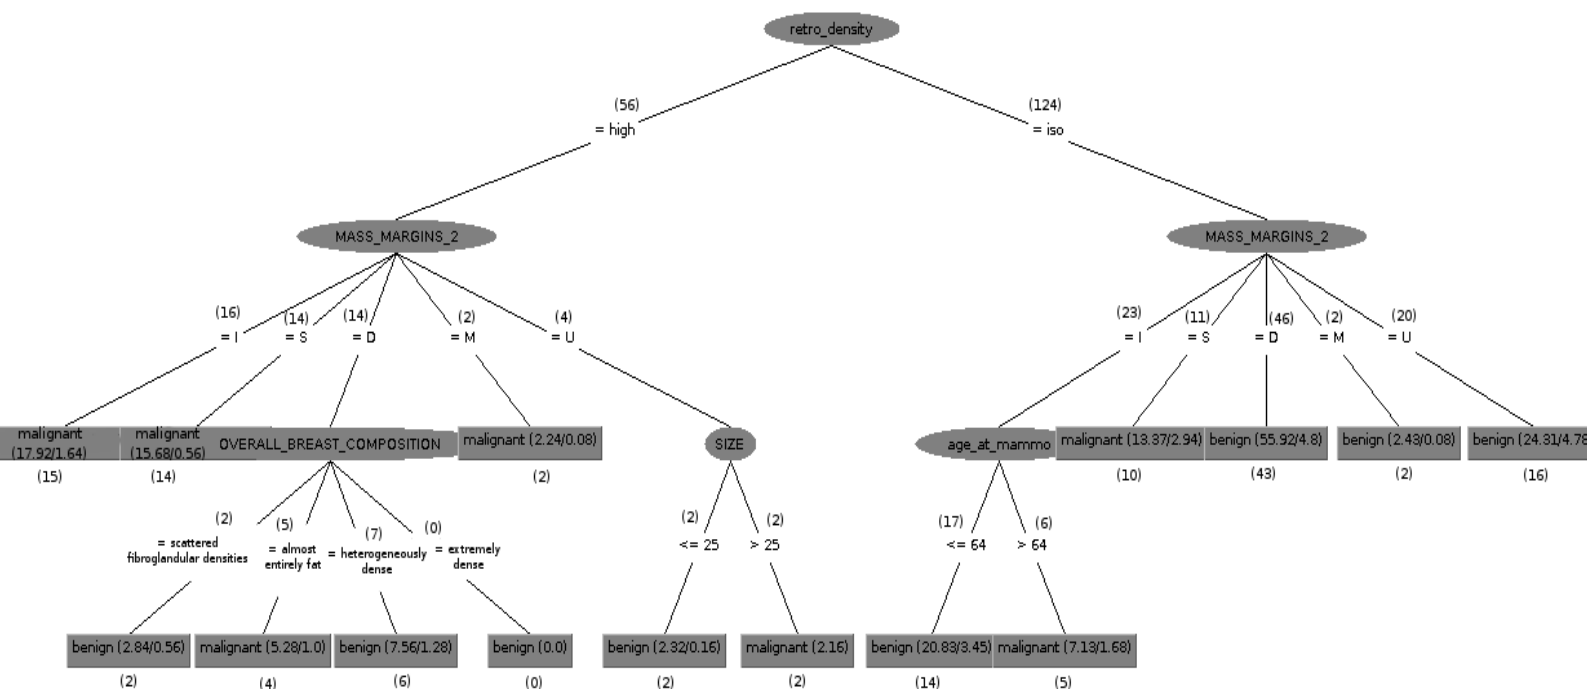 retro_density
(56)
(124)
= high
= iso
MASS_MARGINS_2
MASS_MARGINS_2
(16)
(14)
(14)
(2)
(4)
(23)
(11)
(46)
(2)
(20)
= I
= S
= D
= M
= U
= I
= S
= D
= M
= U
malignant
(17.92/1.64)
malignant
(15.68/0.56)
OVERALL_BREAST_COMPOSITION
malignant (2.24/0.08)
SIZE
age_at_mammo
malignant (13.37/2.94)
benign (55.92/4.8)
benign (2.43/0.08)
benign (24.31/4.78
(15)
(14)
(2)
(10)
(43)
(2)
(16)
(2)
(5)
(7)
(0)
(2)
(2)
(17)
(6)
= scattered
fibroglandular densities
= almost
entirely fat
= heterogeneously
dense
= extremely
dense
<= 25
> 25
<= 64
> 64
benign (2.84/0.56)
malignant (5.28/1.0)
benign (7.56/1.28)
benign (0.0)
benign (2.32/0.16)
malignant (2.16)
benign (20.83/3.45)
malignant (7.13/1.68)
(2)
(4)
(6)
(0)
(2)
(2)
(14)
(5)